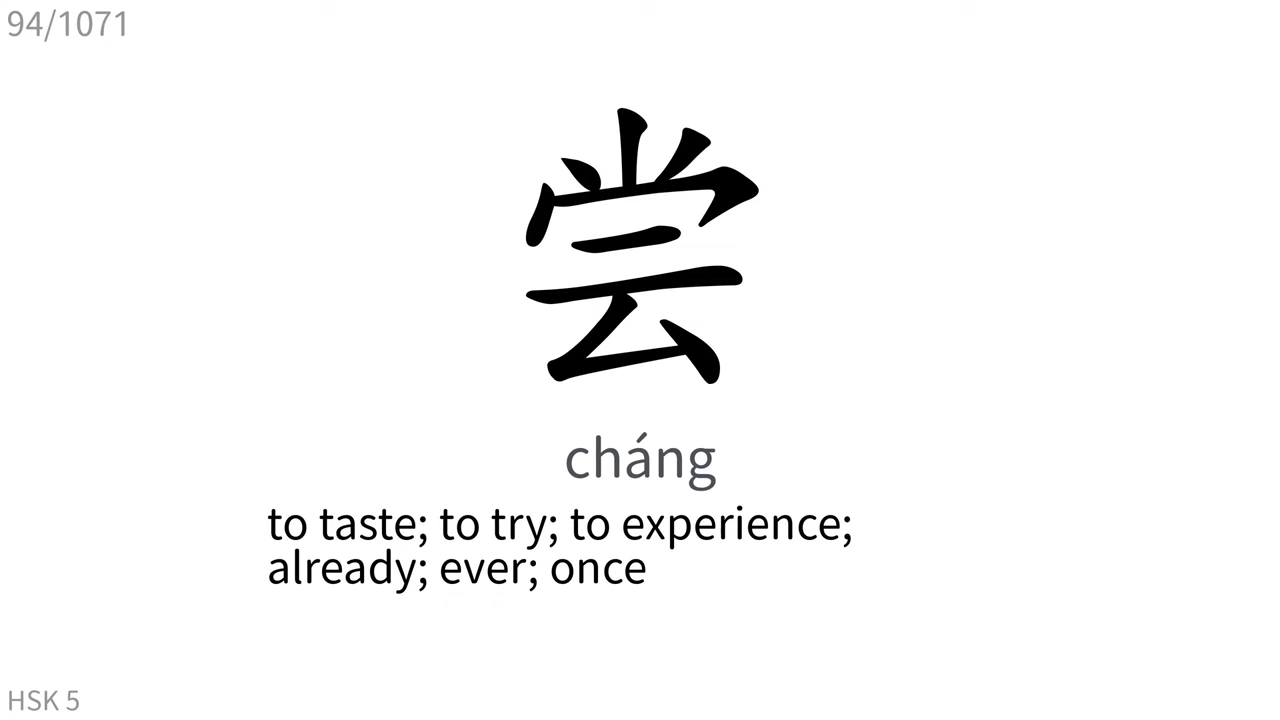 94/1071
尝
cháng
to taste; to try; to experience;
already; ever; once
HSK 5